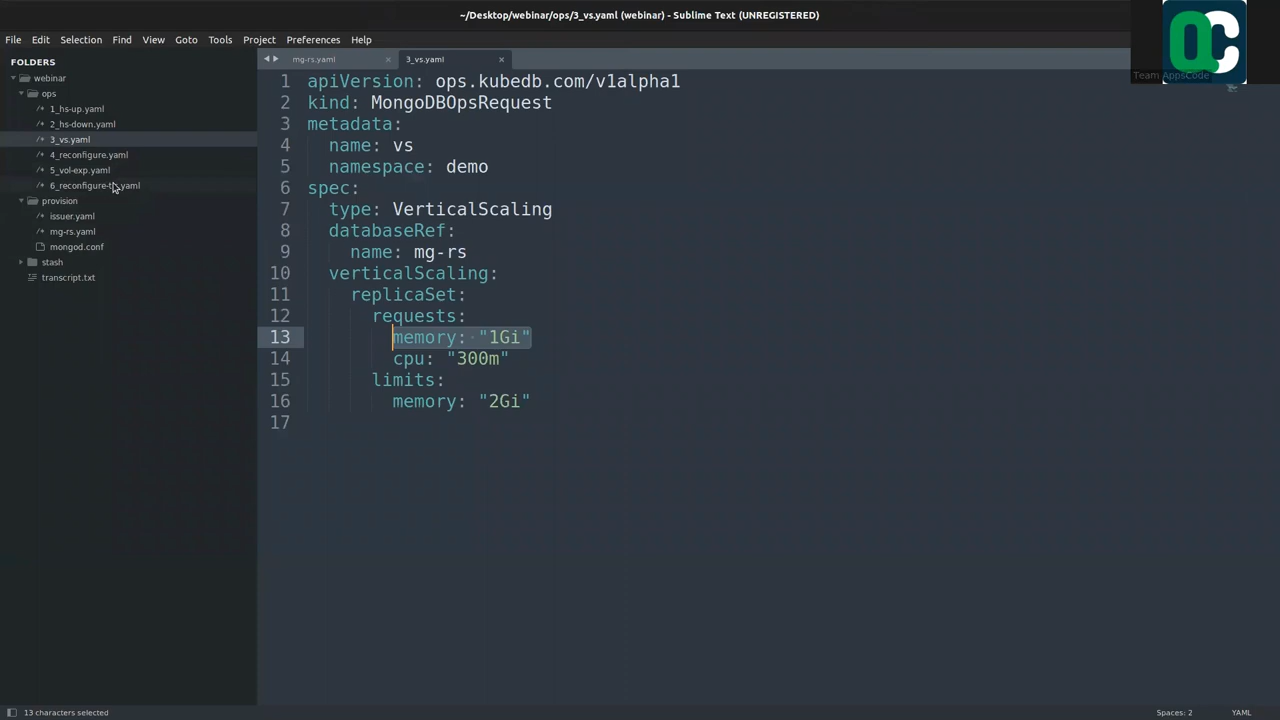 ~/Desktop/webinar/ops/3_vs.yaml (webinar) - Sublime Text (UNREGISTERED)
File Edit Selection Find View Goto Tools Project Preferences Help
FOLDERS
webinar
ops
1_hs-up.yaml
2_hs-down.yaml
3_vs.yaml
4_reconfigure.yaml
5_vol-exp.yaml
provision
issuer.yaml
mg-rs.yaml
mongod.conf
stash
transcript.txt
mg-rs.yaml 3_vs.yaml
Team AppsCode
1 apiVersion: ops.kubedb.com/v1alpha1
2 kind: MongoDBOpsRequest
3 metadata:
4 name: vs
5 namespace: demo
6 spec:
7 type: VerticalScaling
8 databaseRef:
9 name: mg-rs
10 verticalScaling:
11 replicaSet:
12 requests:
13 memory: "1Gi"
14 cpu: "300m"
15 limits:
16 memory: "2Gi"
17
13 characters selected
Spaces: 2 YAML